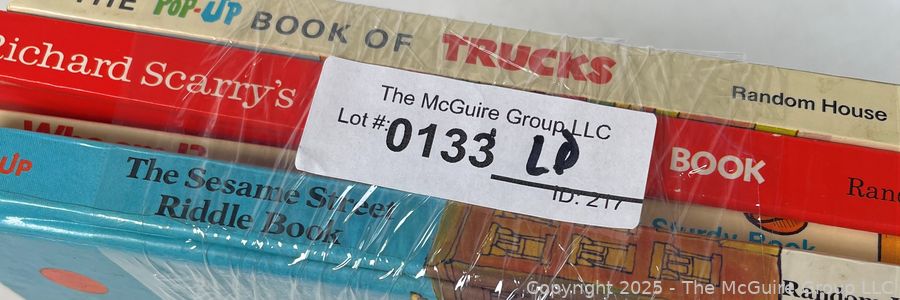 THE POP-UP BOOK OF TRUCKS Random House
Richard Scarry's BOOK
The McGuire Group LLC
Lot #: 0133 LD
ID: 217
UP The Sesame Street
Riddle Book
Sturdy Book
Random
Copyright 2025 - The McGuire Group LLC